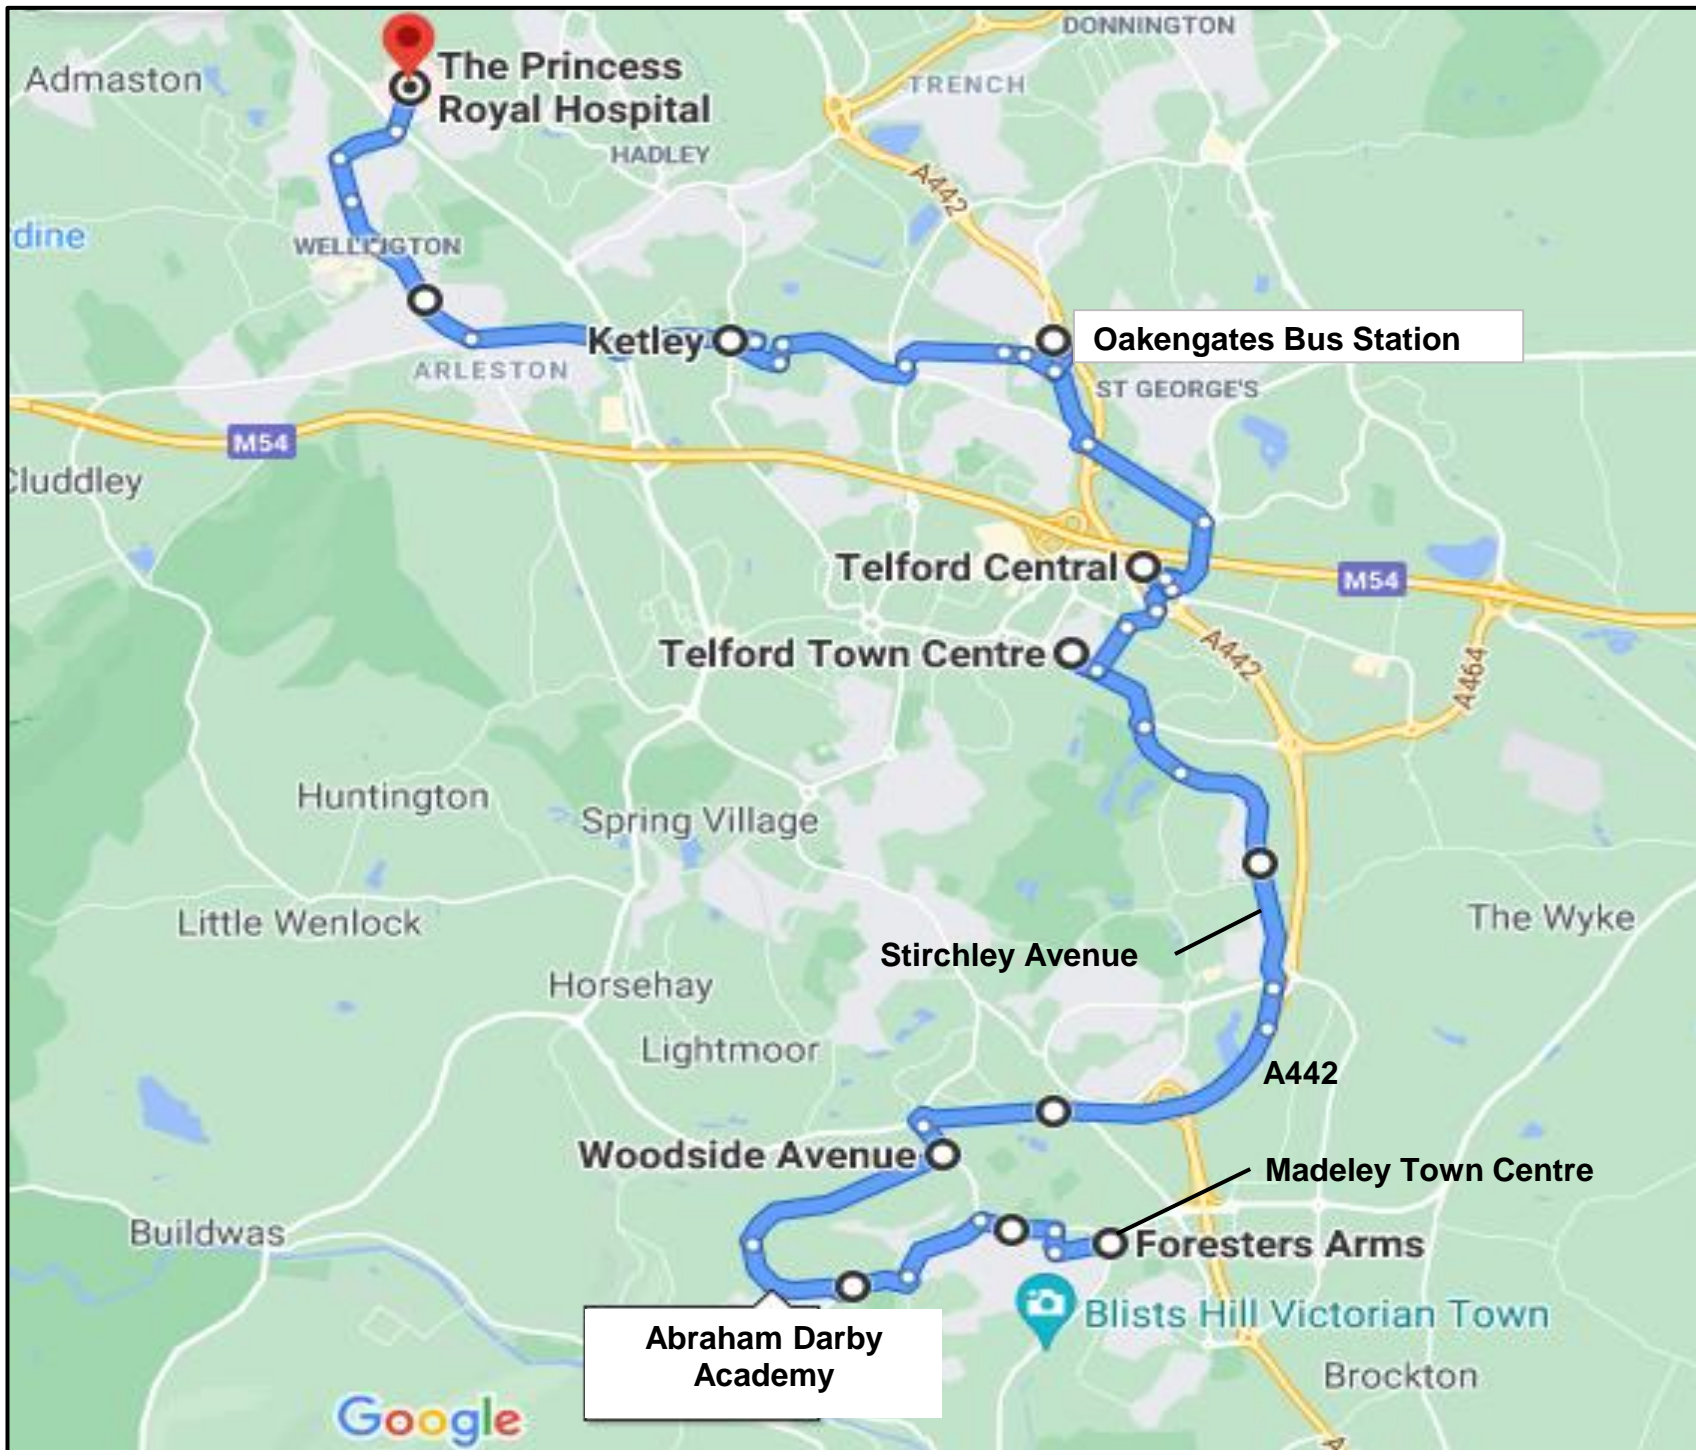 DONNINGTON
The Princess
Royal Hospital
Admaston
TRENCH
HADLEY
A442
dine
WELLINGTON
Ketley
Oakengates Bus Station
ARLESTON
ST GEORGE'S
M54
Cluddley
Telford Central
M54
Telford Town Centre
A442
A464
Huntington
Spring Village
Little Wenlock
The Wyke
Stirchley Avenue
Horsehay
Lightmoor
A442
Woodside Avenue
Madeley Town Centre
Buildwas
Foresters Arms
Blists Hill Victorian Town
Abraham Darby
Academy
Brockton
Google